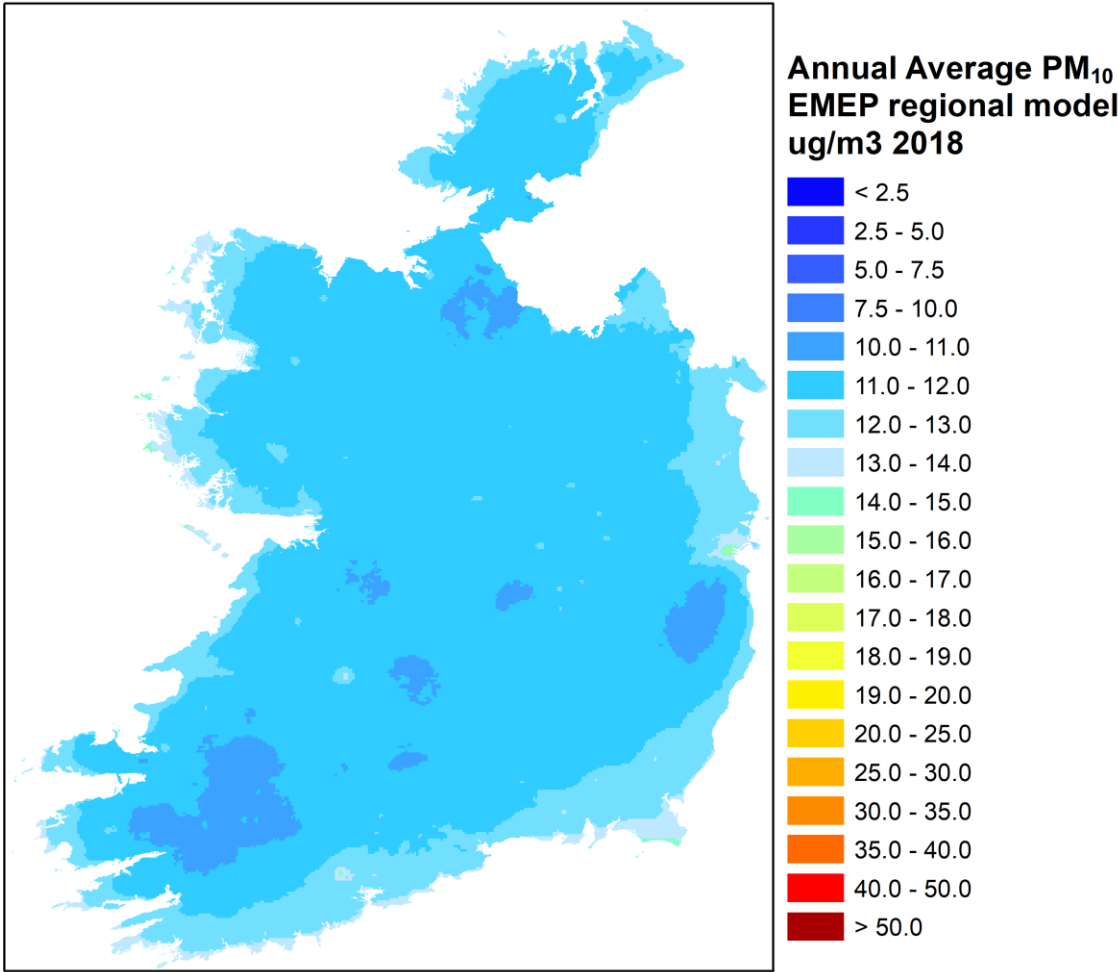 Annual Average PM₁₀
EMEP regional model
ug/m3 2018
< 2.5
2.5 - 5.0
5.0 - 7.5
7.5 - 10.0
10.0 - 11.0
11.0 - 12.0
12.0 - 13.0
13.0 - 14.0
14.0 - 15.0
15.0 - 16.0
16.0 - 17.0
17.0 - 18.0
18.0 - 19.0
19.0 - 20.0
20.0 - 25.0
25.0 - 30.0
30.0 - 35.0
35.0 - 40.0
40.0 - 50.0
> 50.0